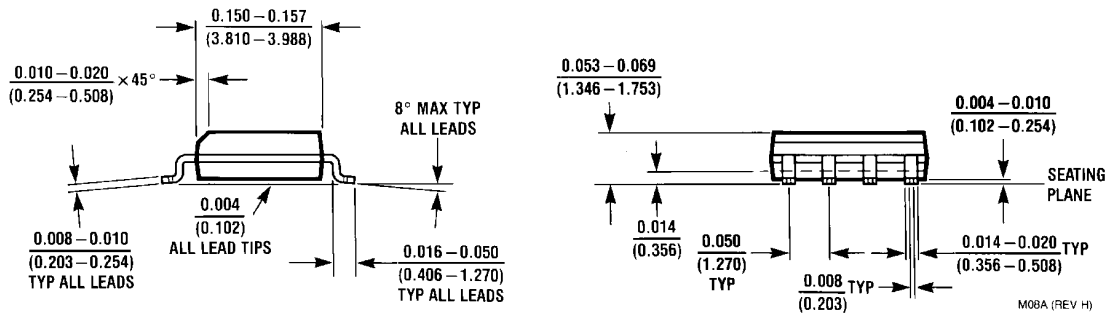 0.150 – 0.157
(3.810 – 3.988)
0.010 – 0.020
(0.254 – 0.508)
× 45°
8° MAX TYP
ALL LEADS
0.004
(0.102)
ALL LEAD TIPS
0.008 – 0.010
(0.203 – 0.254)
TYP ALL LEADS
0.016 – 0.050
(0.406 – 1.270)
TYP ALL LEADS
0.053 – 0.069
(1.346 – 1.753)
0.004 – 0.010
(0.102 – 0.254)
SEATING
PLANE
0.014
(0.356)
0.050
(1.270)
TYP
0.014 – 0.020
(0.356 – 0.508)
TYP
0.008
(0.203)
TYP
M08A (REV H)